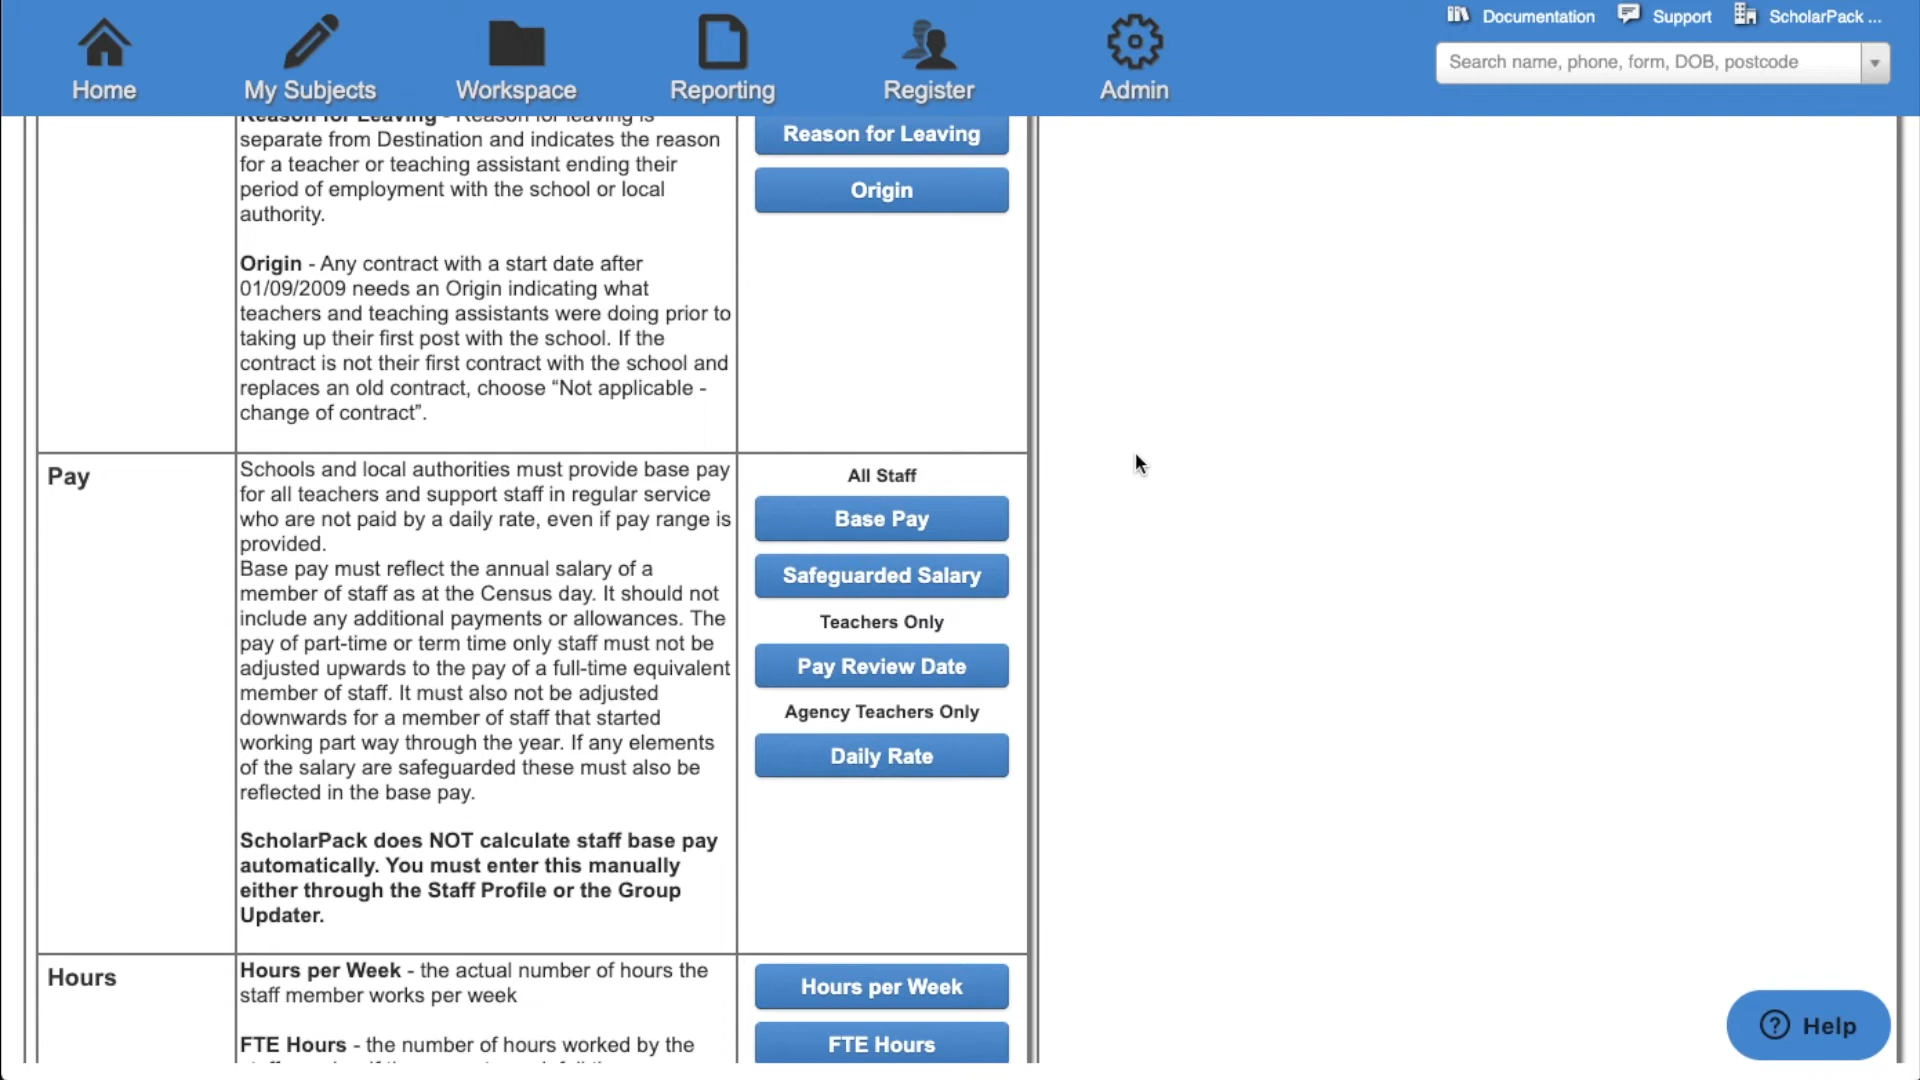 Documentation
Support
ScholarPack ...
Search name, phone, form, DOB, postcode
Home
My Subjects
Workspace
Reporting
Register
Admin
Reason for Leaving - Reason for leaving is
separate from Destination and indicates the reason
for a teacher or teaching assistant ending their
period of employment with the school or local
authority.
Origin - Any contract with a start date after
01/09/2009 needs an Origin indicating what
teachers and teaching assistants were doing prior to
taking up their first post with the school. If the
contract is not their first contract with the school and
replaces an old contract, choose “Not applicable -
change of contract”.
Reason for Leaving
Origin
Pay
Schools and local authorities must provide base pay
for all teachers and support staff in regular service
who are not paid by a daily rate, even if pay range is
provided.
Base pay must reflect the annual salary of a
member of staff as at the Census day. It should not
include any additional payments or allowances. The
pay of part-time or term time only staff must not be
adjusted upwards to the pay of a full-time equivalent
member of staff. It must also not be adjusted
downwards for a member of staff that started
working part way through the year. If any elements
of the salary are safeguarded these must also be
reflected in the base pay.
ScholarPack does NOT calculate staff base pay
automatically. You must enter this manually
either through the Staff Profile or the Group
Updater.
All Staff
Base Pay
Safeguarded Salary
Teachers Only
Pay Review Date
Agency Teachers Only
Daily Rate
Hours
Hours per Week - the actual number of hours the
staff member works per week
FTE Hours - the number of hours worked by the
Hours per Week
FTE Hours
Help